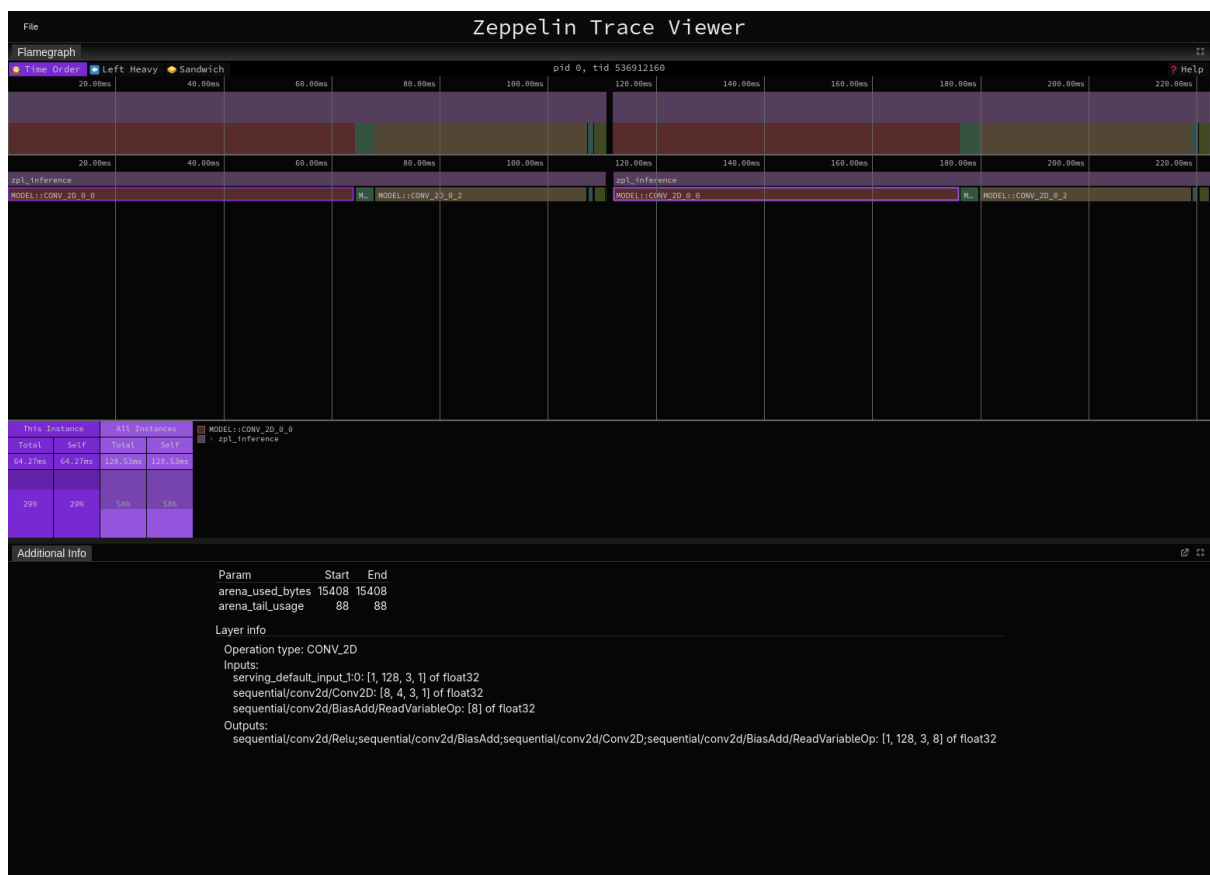 File
Zeppelin Trace Viewer
Flamegraph
Time Order Left Heavy Sandwich pid 0, tid 536912160 Help
20.00ms 40.00ms 60.00ms 80.00ms 100.00ms 120.00ms 140.00ms 160.00ms 180.00ms 200.00ms 220.00ms
20.00ms 40.00ms 60.00ms 80.00ms 100.00ms 120.00ms 140.00ms 160.00ms 180.00ms 200.00ms 220.00ms
zpl_inference zpl_inference
MODEL::CONV_2D_0_0 M… MODEL::CONV_2D_0_2 MODEL::CONV_2D_0_0 M… MODEL::CONV_2D_0_2
This Instance All Instances MODEL::CONV_2D_0_0
Total Self Total Self > zpl_inference
64.27ms 64.27ms 128.53ms 128.53ms
29% 29% 58% 58%
Additional Info
Param Start End
arena_used_bytes 15408 15408
arena_tail_usage 88 88
Layer info
Operation type: CONV_2D
Inputs:
serving_default_input_1:0: [1, 128, 3, 1] of float32
sequential/conv2d/Conv2D: [8, 4, 3, 1] of float32
sequential/conv2d/BiasAdd/ReadVariableOp: [8] of float32
Outputs:
sequential/conv2d/Relu;sequential/conv2d/BiasAdd;sequential/conv2d/Conv2D;sequential/conv2d/BiasAdd/ReadVariableOp: [1, 128, 3, 8] of float32